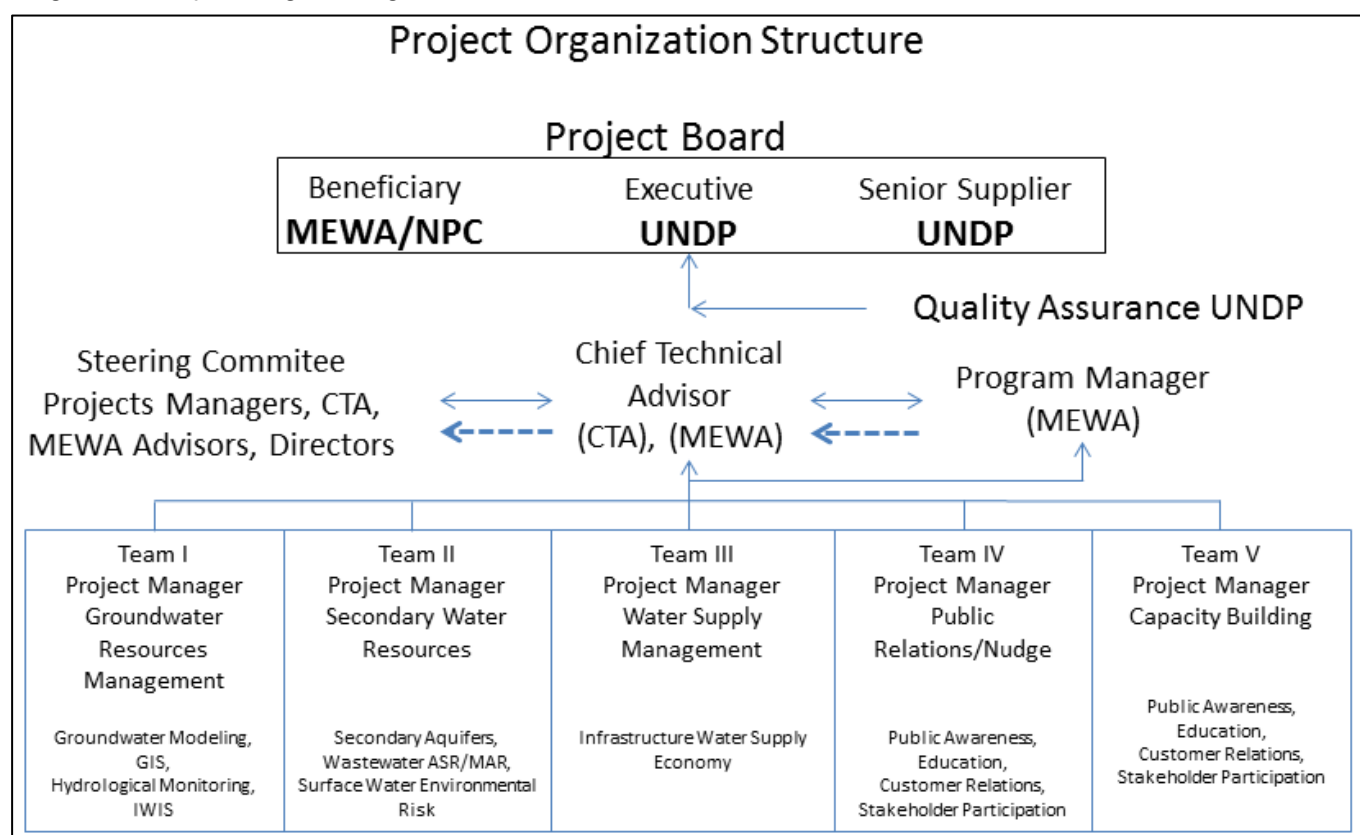 Project Organization Structure
Project Board
Beneficiary
MEWA/NPC
Executive
UNDP
Senior Supplier
UNDP
Quality Assurance UNDP
Steering Commitee
Projects Managers, CTA,
MEWA Advisors, Directors
Chief Technical
Advisor
(CTA), (MEWA)
Program Manager
(MEWA)
Team I
Project Manager
Groundwater
Resources
Management
Groundwater Modeling,
GIS,
Hydrological Monitoring,
IWIS
Team II
Project Manager
Secondary Water
Resources
Secondary Aquifers,
Wastewater ASR/MAR,
Surface Water Environmental
Risk
Team III
Project Manager
Water Supply
Management
Infrastructure Water Supply
Economy
Team IV
Project Manager
Public
Relations/Nudge
Public Awareness,
Education,
Customer Relations,
Stakeholder Participation
Team V
Project Manager
Capacity Building
Public Awareness,
Education,
Customer Relations,
Stakeholder Participation